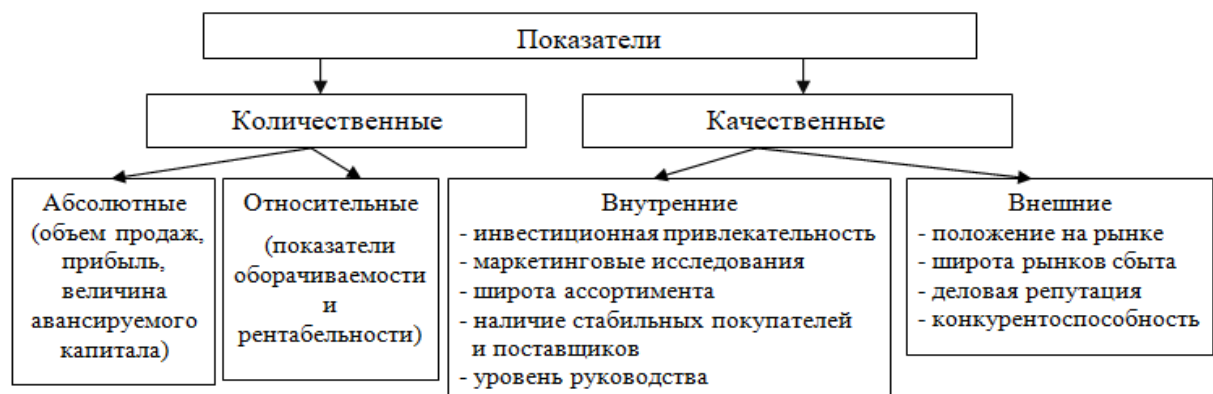 Показатели
Количественные
Качественные
Абсолютные
(объем продаж,
прибыль,
величина
авансируемого
капитала)
Относительные
(показатели
оборачиваемости
и
рентабельности)
Внутренние
- инвестиционная привлекательность
- маркетинговые исследования
- широта ассортимента
- наличие стабильных покупателей
и поставщиков
- уровень руководства
Внешние
- положение на рынке
- широта рынков сбыта
- деловая репутация
- конкурентоспособность